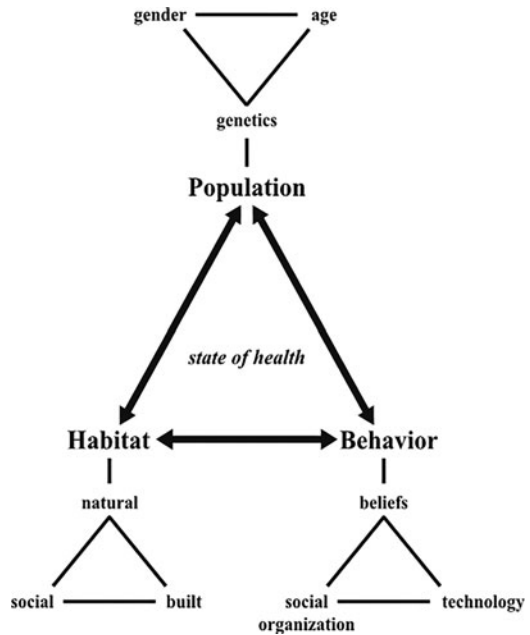 gender age
genetics
Population
state of health
Habitat Behavior
natural beliefs
social built social technology
organization